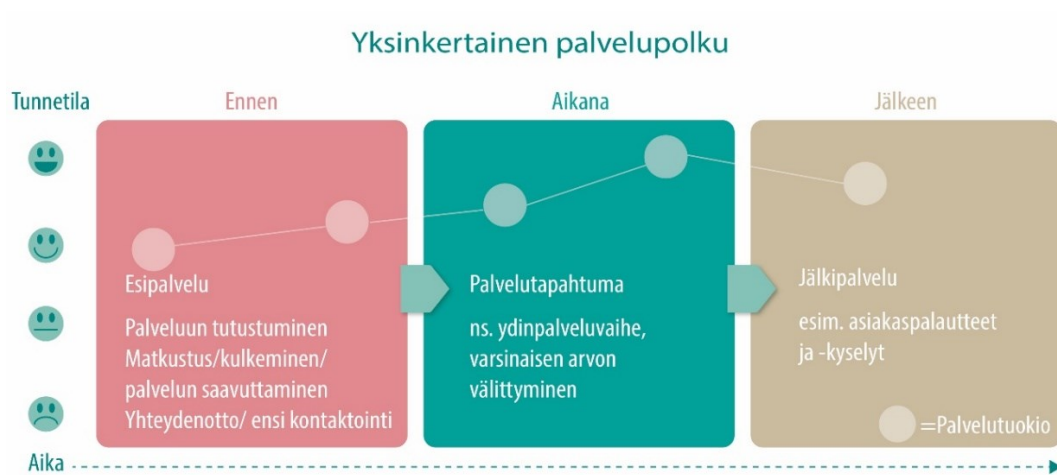 Yksinkertainen palvelupolku
Tunnetila
Ennen
Aikana
Jälkeen
Esipalvelu
Palveluun tutustuminen
Matkustus/kulkeminen/
palvelun saavuttaminen
Yhteydenotto/ ensi kontaktointi
Palvelutapahtuma
ns. ydinpalveluvaihe,
varsinaisen arvon
välittyminen
Jälkipalvelu
esim. asiakaspalautteet
ja -kyselyt
=Palvelutuokio
Aika